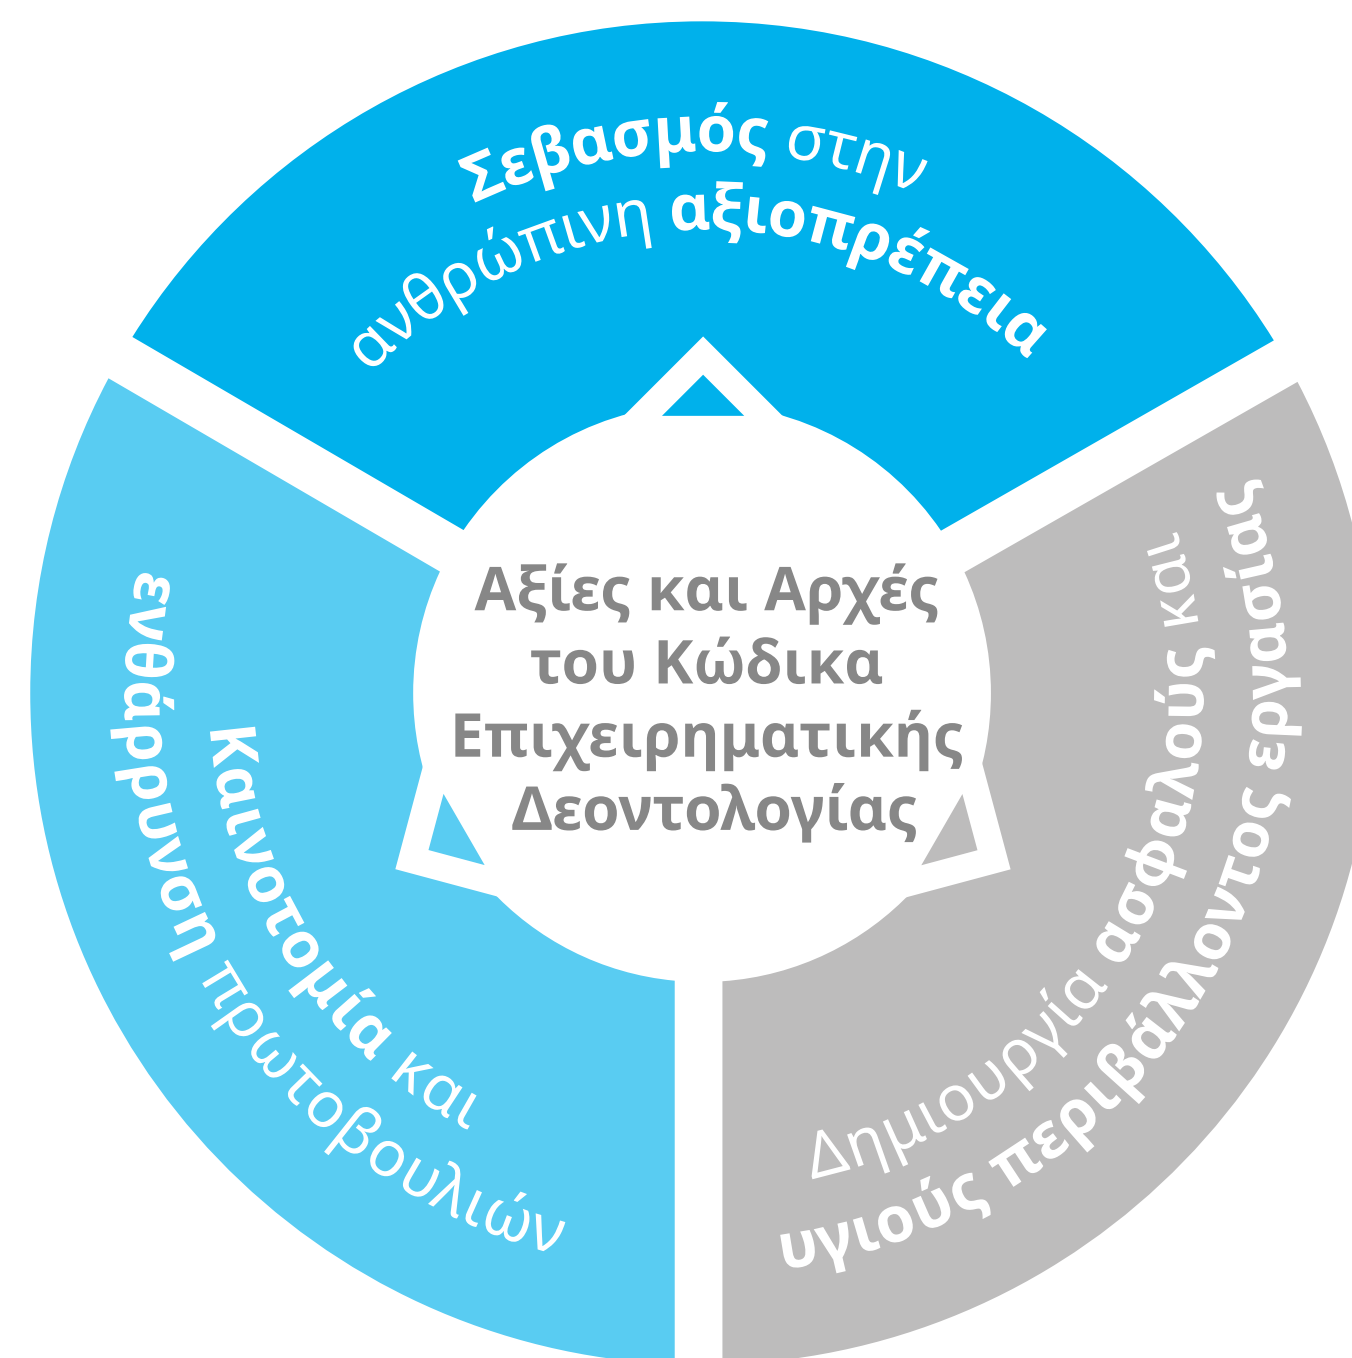 Σεβασμός στην
ανθρώπινη αξιοπρέπεια
Αξίες και Αρχές
του Κώδικα
Επιχειρηματικής
Δεοντολογίας
Καινοτομία και
ενθάρρυνση πρωτοβουλιών
Δημιουργία ασφαλούς και
υγιούς περιβάλλοντος εργασίας